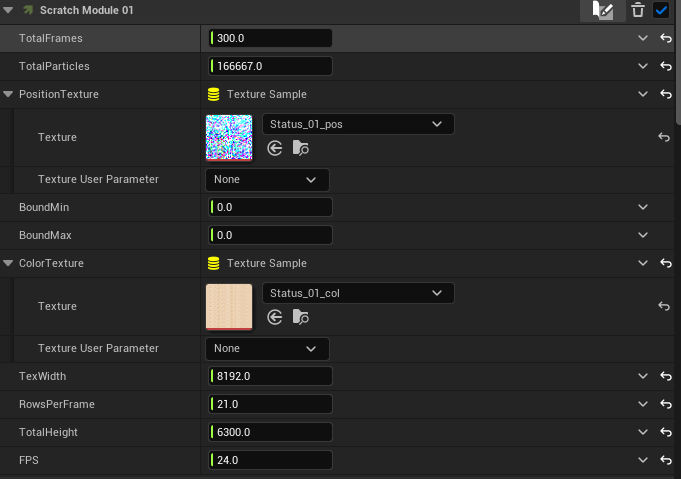 Scratch Module 01
TotalFrames 300.0
TotalParticles 166667.0
PositionTexture Texture Sample
Texture Status_01_pos
Texture User Parameter None
BoundMin 0.0
BoundMax 0.0
ColorTexture Texture Sample
Texture Status_01_col
Texture User Parameter None
TexWidth 8192.0
RowsPerFrame 21.0
TotalHeight 6300.0
FPS 24.0